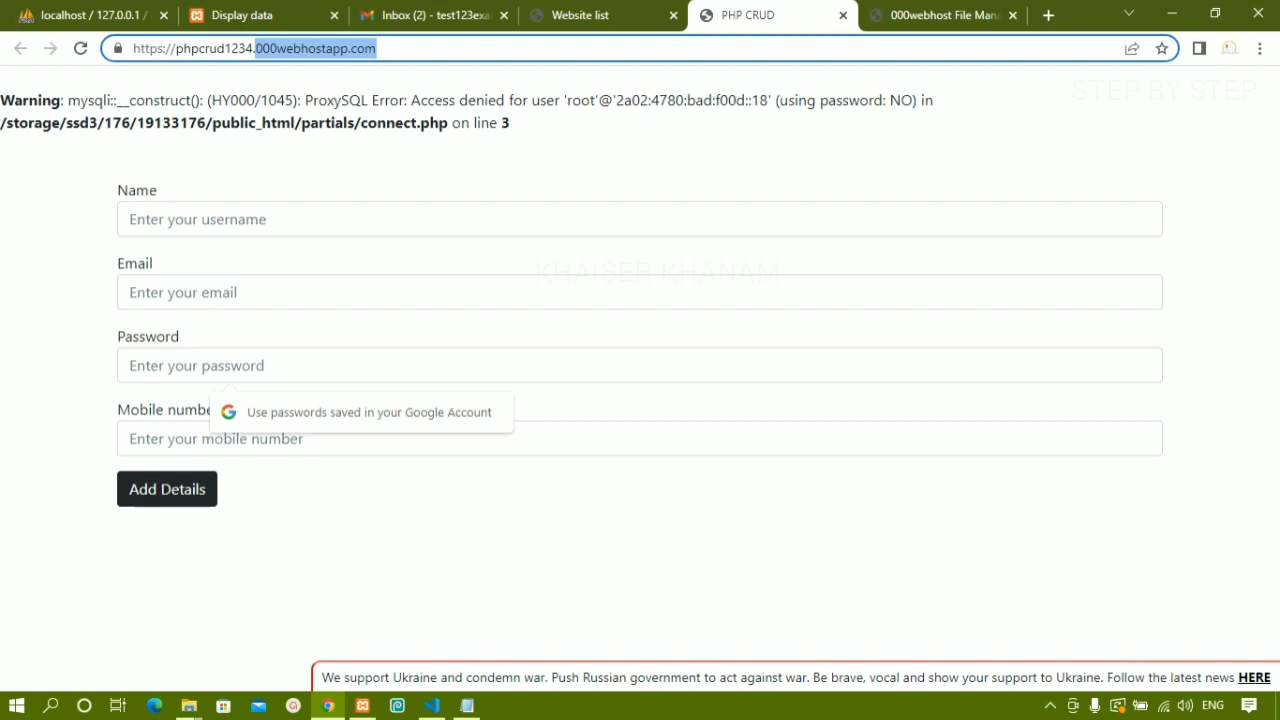 localhost / 127.0.0.1 /
Display data
Inbox (2) - test123exa
Website list
PHP CRUD
000webhost File Man
https://phpcrud1234.000webhostapp.com
STEP BY STEP
Warning: mysqli::__construct(): (HY000/1045): ProxySQL Error: Access denied for user 'root'@'2a02:4780:bad:f00d::18' (using password: NO) in
/storage/ssd3/176/19133176/public_html/partials/connect.php on line 3
Name
Enter your username
KHAISER KHANAM
Email
Enter your email
Password
Enter your password
Use passwords saved in your Google Account
Mobile numbe
Enter your mobile number
Add Details
We support Ukraine and condemn war. Push Russian government to act against war. Be brave, vocal and show your support to Ukraine. Follow the latest news HERE
ENG